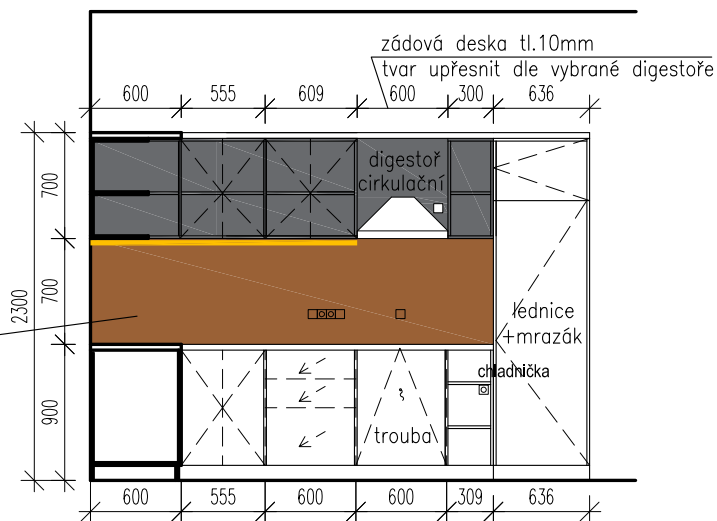 zádová deska tl.10mm
tvar upřesnit dle vybrané digestoře
600 555 609 600 300 636
digestoř
cirkulační
700
700
2300
900
lednice
+mrazák
chladnička
trouba
600 555 600 600 309 636